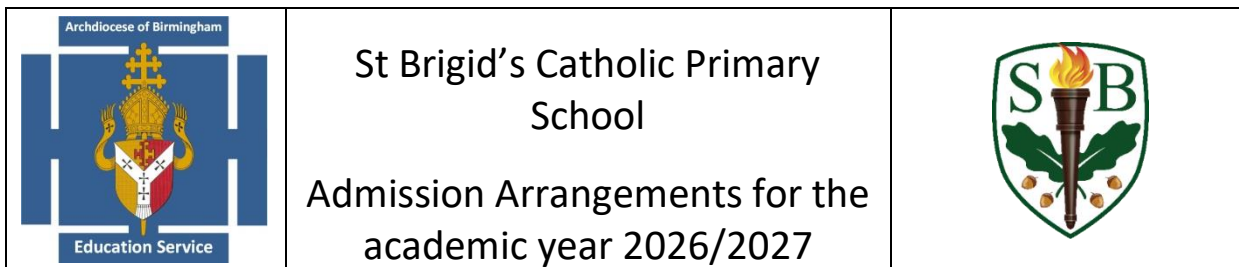 Archdiocese of Birmingham
Education Service
St Brigid’s Catholic Primary
School
Admission Arrangements for the
academic year 2026/2027
S B